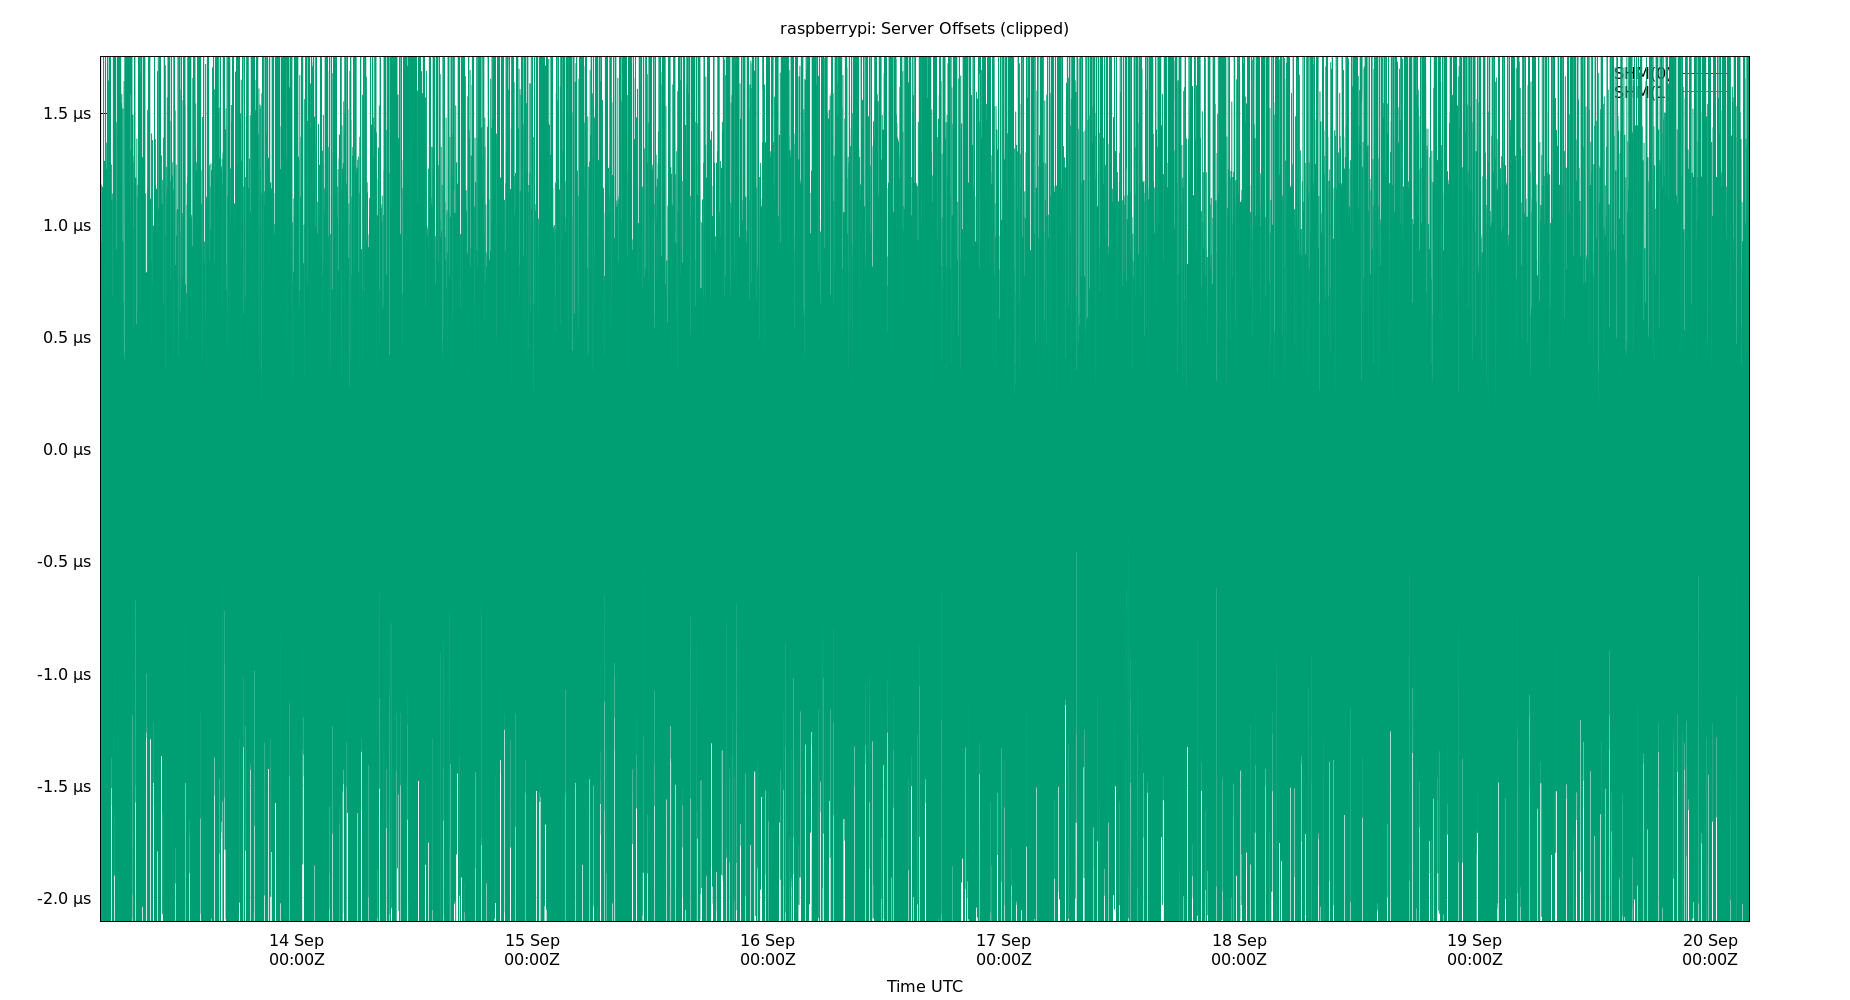 raspberrypi: Server Offsets (clipped)
SHM(0)
1.5 µs
1.0 µs
0.5 µs
0.0 µs
-0.5 µs
-1.0 µs
-1.5 µs
-2.0 µs
14 Sep 15 Sep 16 Sep 17 Sep 18 Sep 19 Sep 20 Sep
00:00Z 00:00Z 00:00Z 00:00Z 00:00Z 00:00Z 00:00Z
Time UTC